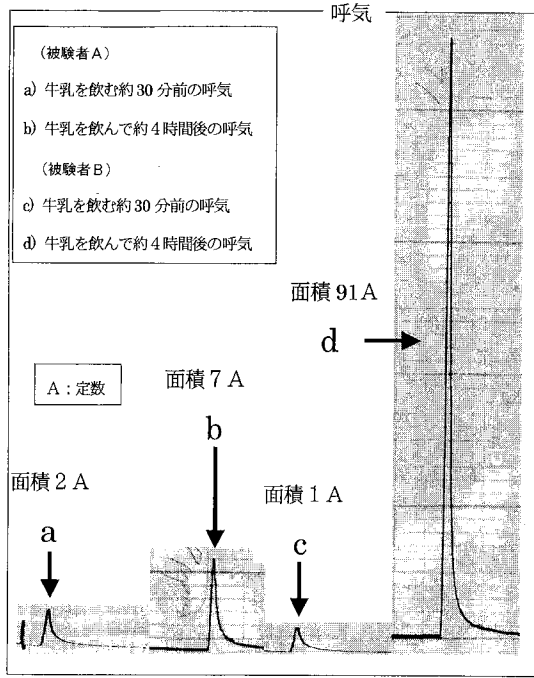 呼気
(被験者A)
a) 牛乳を飲む約30分前の呼気
b) 牛乳を飲んで約4時間後の呼気
(被験者B)
c) 牛乳を飲む約30分前の呼気
d) 牛乳を飲んで約4時間後の呼気
面積91A
d
A：定数
面積7A
b
面積2A
a
面積1A
c